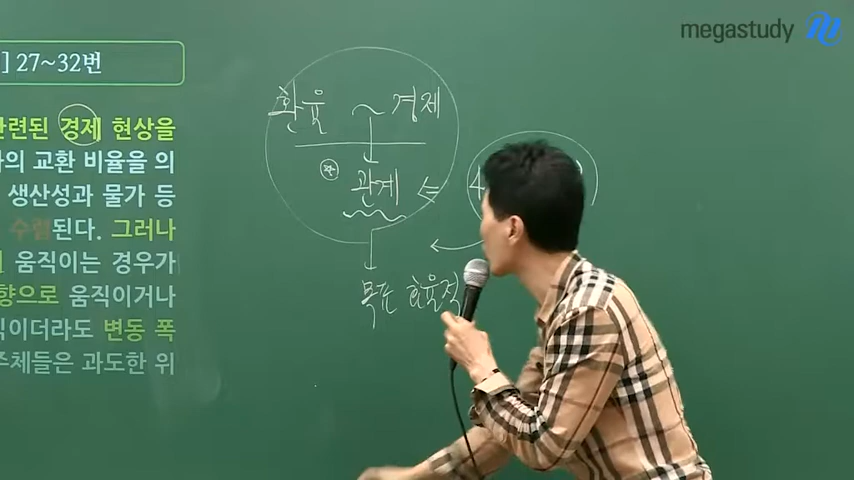 megastudy
] 27~32번
관련된 경제 현상을
의 교환 비율을 의
생산성과 물가 등
수렴된다. 그러나
움직이는 경우가
향으로 움직이거나
직이더라도 변동 폭
주체들은 과도한 위
환율 ~ 경제
관계
목표 효율적